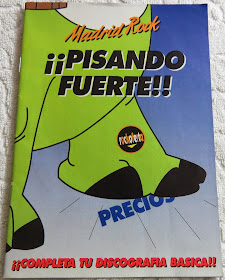 Madrid Rock
¡¡PISANDO
FUERTE!!
PRECIOS
¡¡COMPLETA TU DISCOGRAFIA BASICA!!